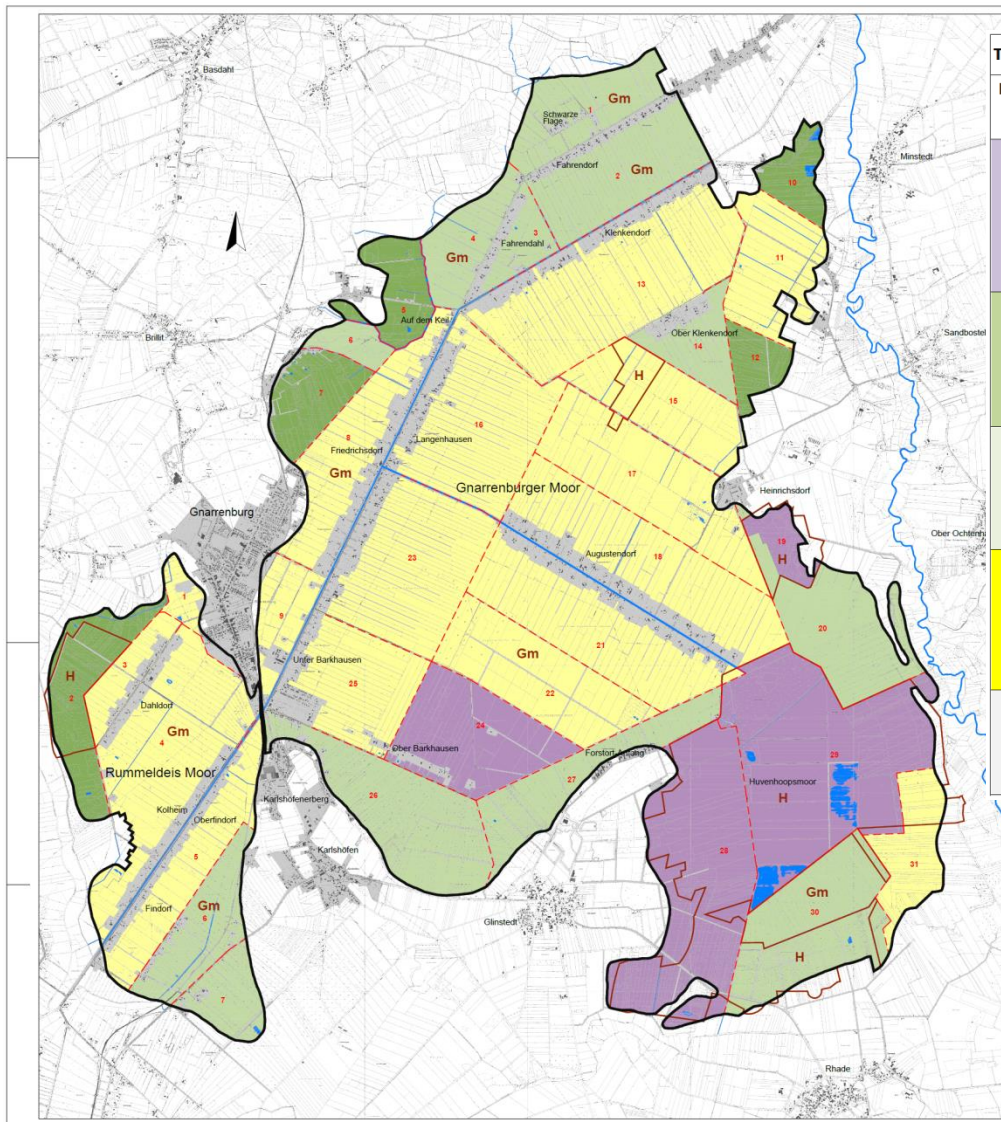 Basdahl
T
Gm
1
Schwarze
Flage
Minstedt
Fahrendorf
Gm
10
2
Klenkendorf
4
3
Fahrendahl
Gm
11
13
5
Auf dem Keil
Ober Klenkendorf
Sandbostel
Brillit
6
14
12
H
7
15
16
Langenhausen
8
Friedrichsdorf
Gm
17
Gnarrenburger Moor
Heinrichsdorf
Gnarrenburg
19
Ober Ochtenh
Augustendorf
23
18
H
9
1
20
Gm
21
Unter Barkhausen
3
H
2
25
22
Dahldorf
Gm
4
24
Ober Barkhausen
Forstort-Anfang
29
Rummeldeis Moor
27
Huvenhoopsmoor
26
H
Kolheim
Karlshöfenerberg
Oberfindorf
28
Karlshöfen
5
31
Gm
Findorf
Gm
30
6
Glinstedt
H
7
Rhade